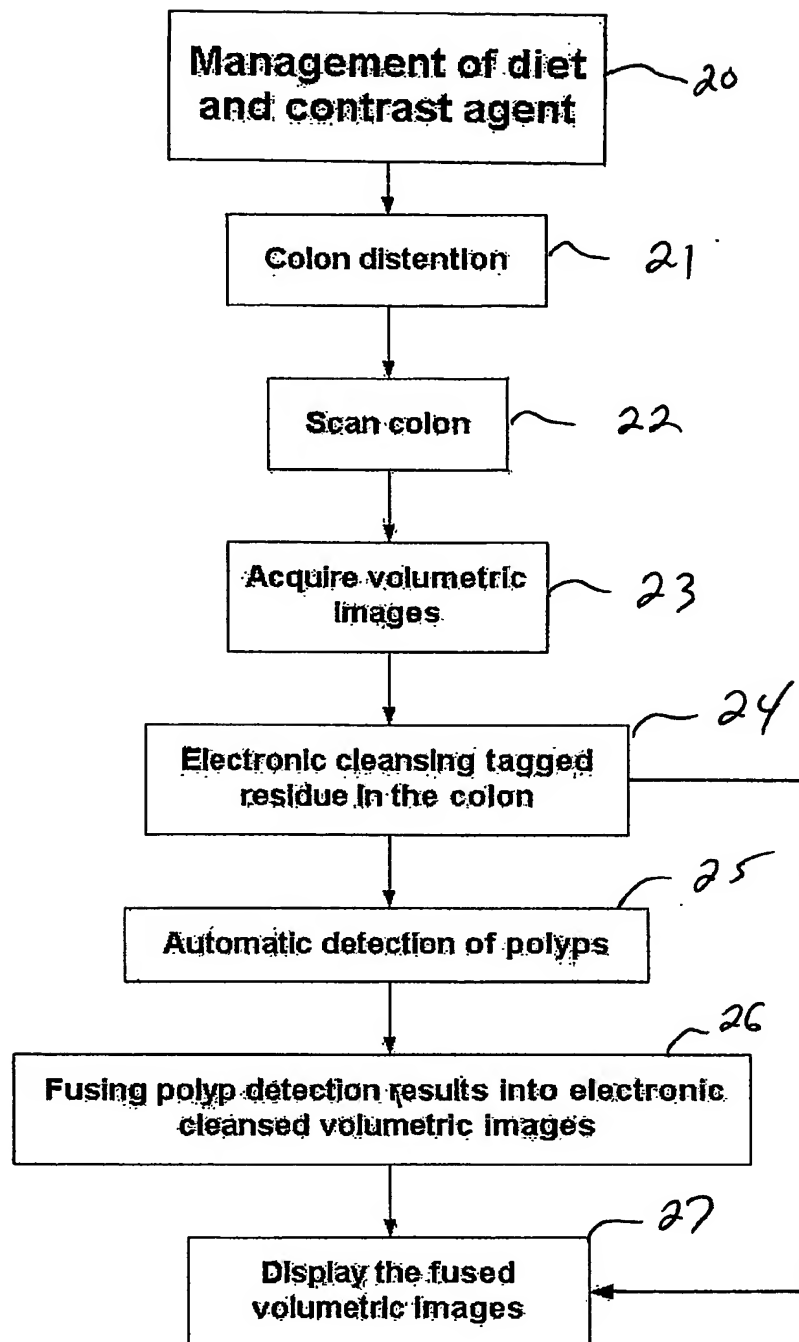 Management of diet
and contrast agent
20
Colon distention
21
Scan colon
22
Acquire volumetric
images
23
24
Electronic cleansing tagged
residue in the colon
25
Automatic detection of polyps
26
Fusing polyp detection results into electronic
cleansed volumetric images
27
Display the fused
volumetric images